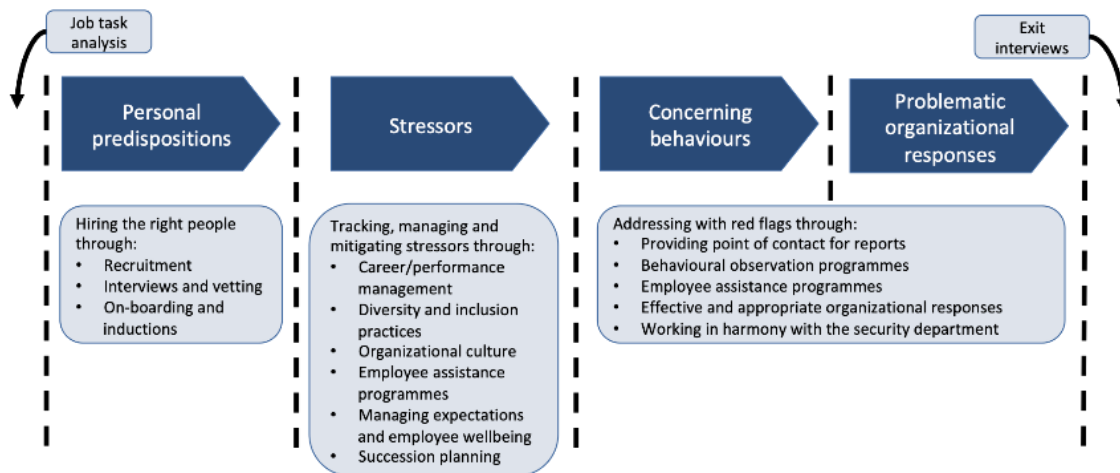 Job task
analysis
Exit
interviews
Personal
predispositions
Stressors
Concerning
behaviours
Problematic
organizational
responses
Hiring the right people
through:
• Recruitment
• Interviews and vetting
• On-boarding and
inductions
Tracking, managing and
mitigating stressors through:
• Career/performance
management
• Diversity and inclusion
practices
• Organizational culture
• Employee assistance
programmes
• Managing expectations
and employee wellbeing
• Succession planning
Addressing with red flags through:
• Providing point of contact for reports
• Behavioural observation programmes
• Employee assistance programmes
• Effective and appropriate organizational responses
• Working in harmony with the security department